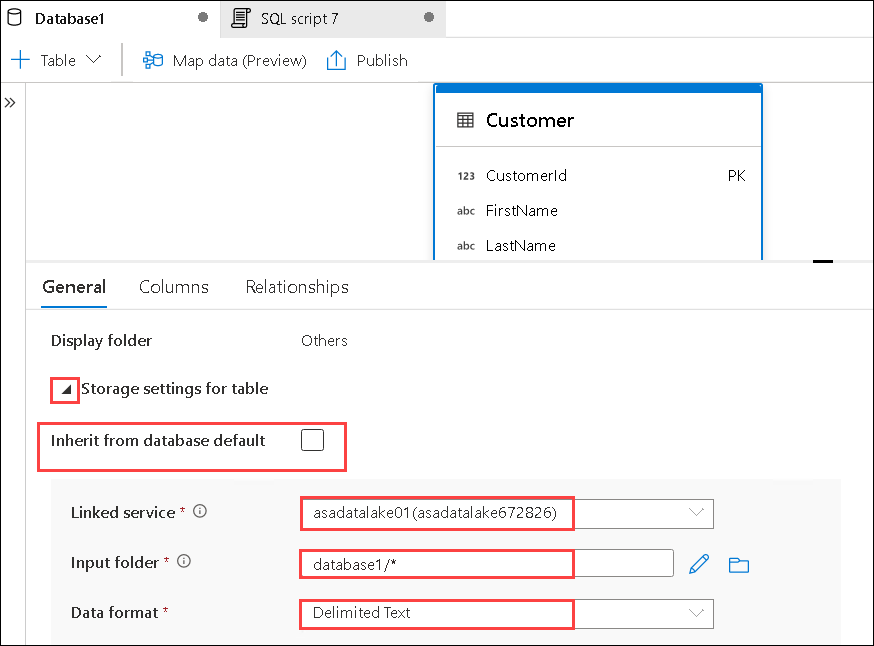 Database1
SQL script 7
Table
Map data (Preview)
Publish
Customer
123 CustomerId PK
abc FirstName
abc LastName
General
Columns
Relationships
Display folder Others
Storage settings for table
Inherit from database default
Linked service * asadatalake01(asadatalake672826)
Input folder * database1/*
Data format * Delimited Text